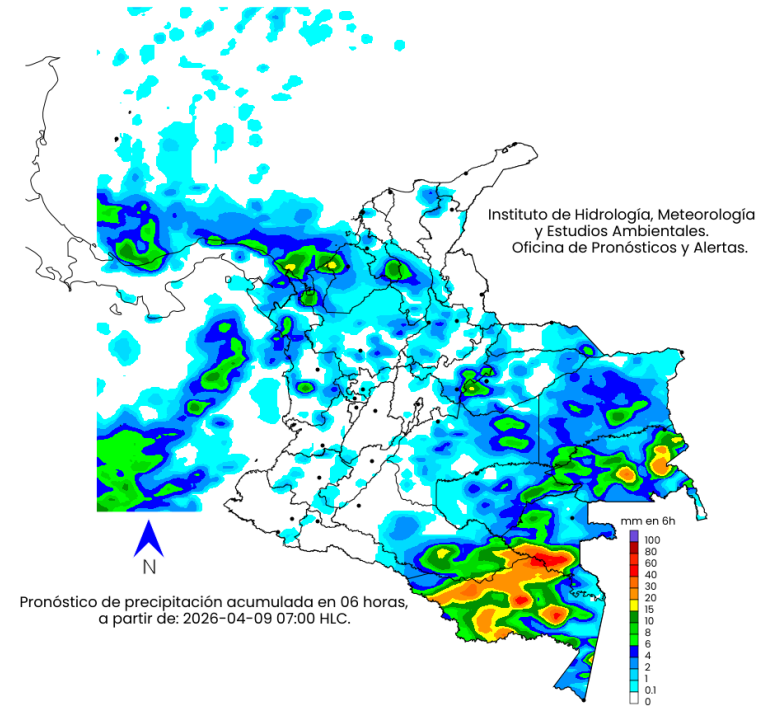 Instituto de Hidrología, Meteorología
y Estudios Ambientales.
Oficina de Pronósticos y Alertas.
mm en 6h
100
80
60
40
30
20
15
10
8
6
4
2
1
0.1
0
N
Pronóstico de precipitación acumulada en 06 horas,
a partir de: 2026-04-09 07:00 HLC.